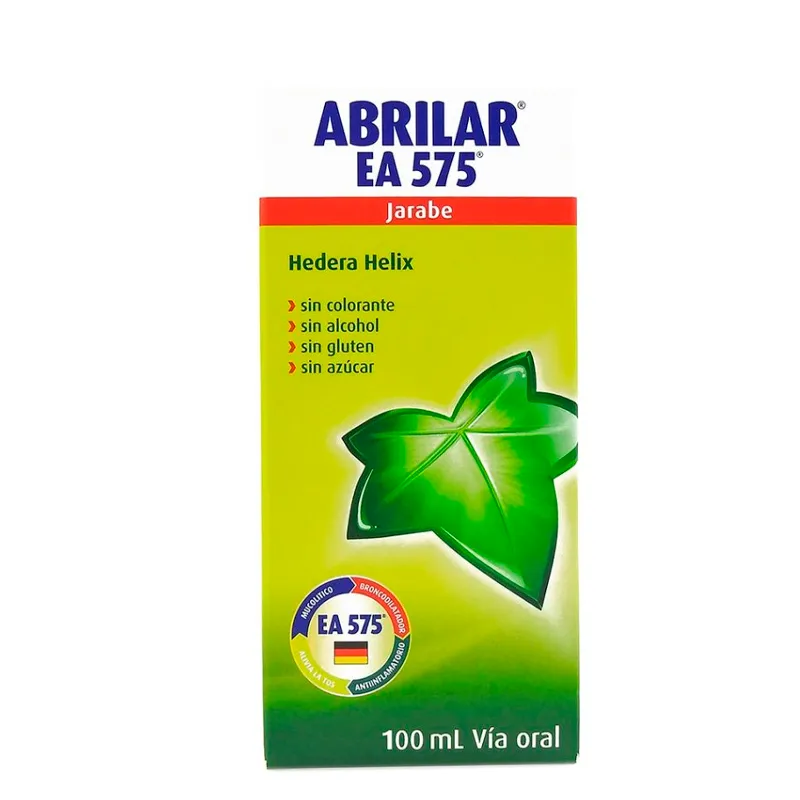 ABRILAR®
EA 575®
Jarabe
Hedera Helix
› sin colorante
› sin alcohol
› sin gluten
› sin azúcar
MUCOLITICO
BRONCODILATADOR
EA 575®
ALIVIA LA TOS
ANTIINFLAMATORIO
100 mL Vía oral